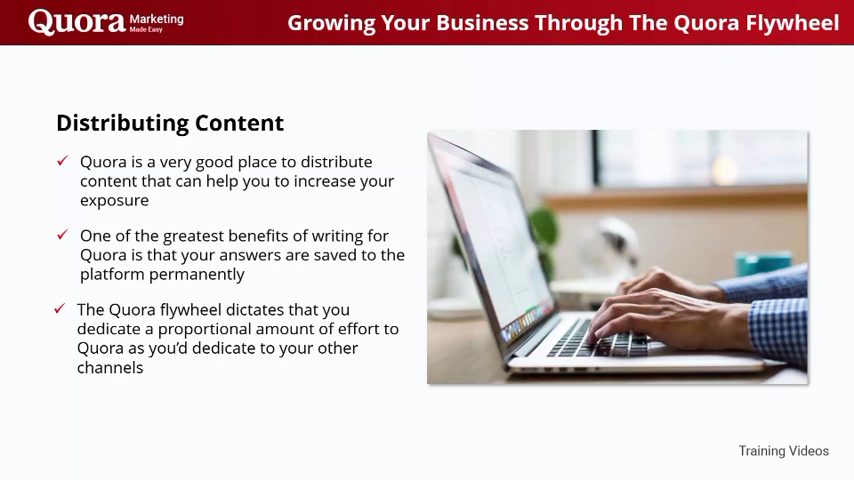 Quora Marketing
Made Easy
Growing Your Business Through The Quora Flywheel
Distributing Content
Quora is a very good place to distribute
content that can help you to increase your
exposure
One of the greatest benefits of writing for
Quora is that your answers are saved to the
platform permanently
The Quora flywheel dictates that you
dedicate a proportional amount of effort to
Quora as you’d dedicate to your other
channels
Training Videos